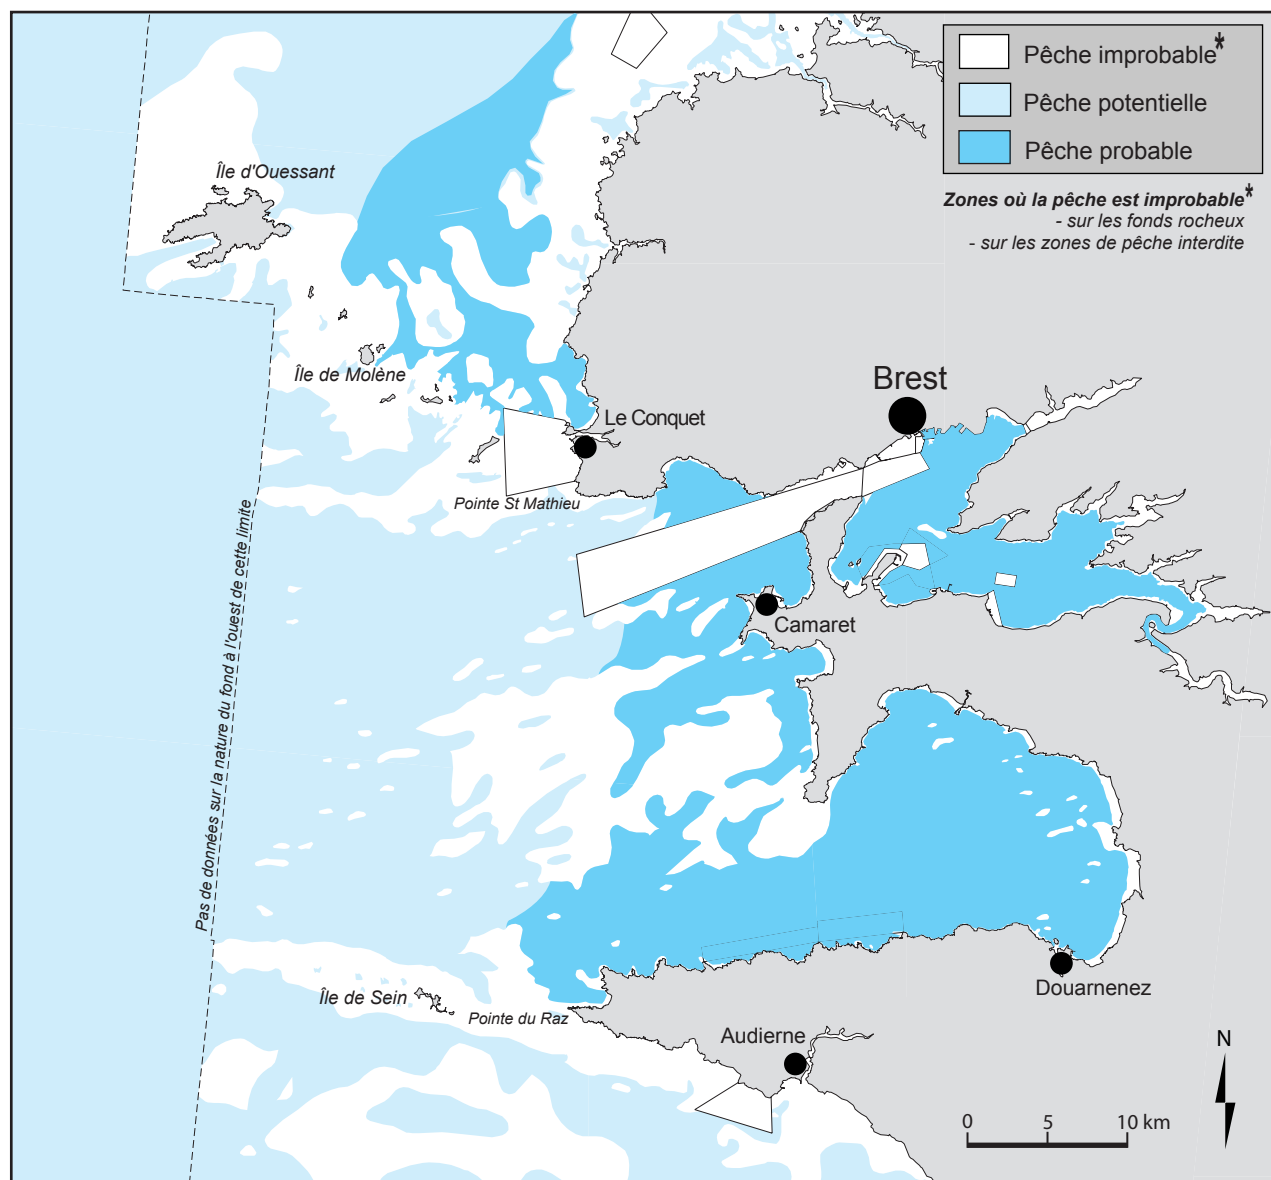 Pêche improbable*
Pêche potentielle
Pêche probable
Zones où la pêche est improbable*
- sur les fonds rocheux
- sur les zones de pêche interdite
Île d'Ouessant
Île de Molène
Brest
Le Conquet
Pointe St Mathieu
Camaret
Pas de données sur la nature du fond à l'ouest de cette limite
Île de Sein
Pointe du Raz
Douarnenez
Audierne
N
0 5 10 km